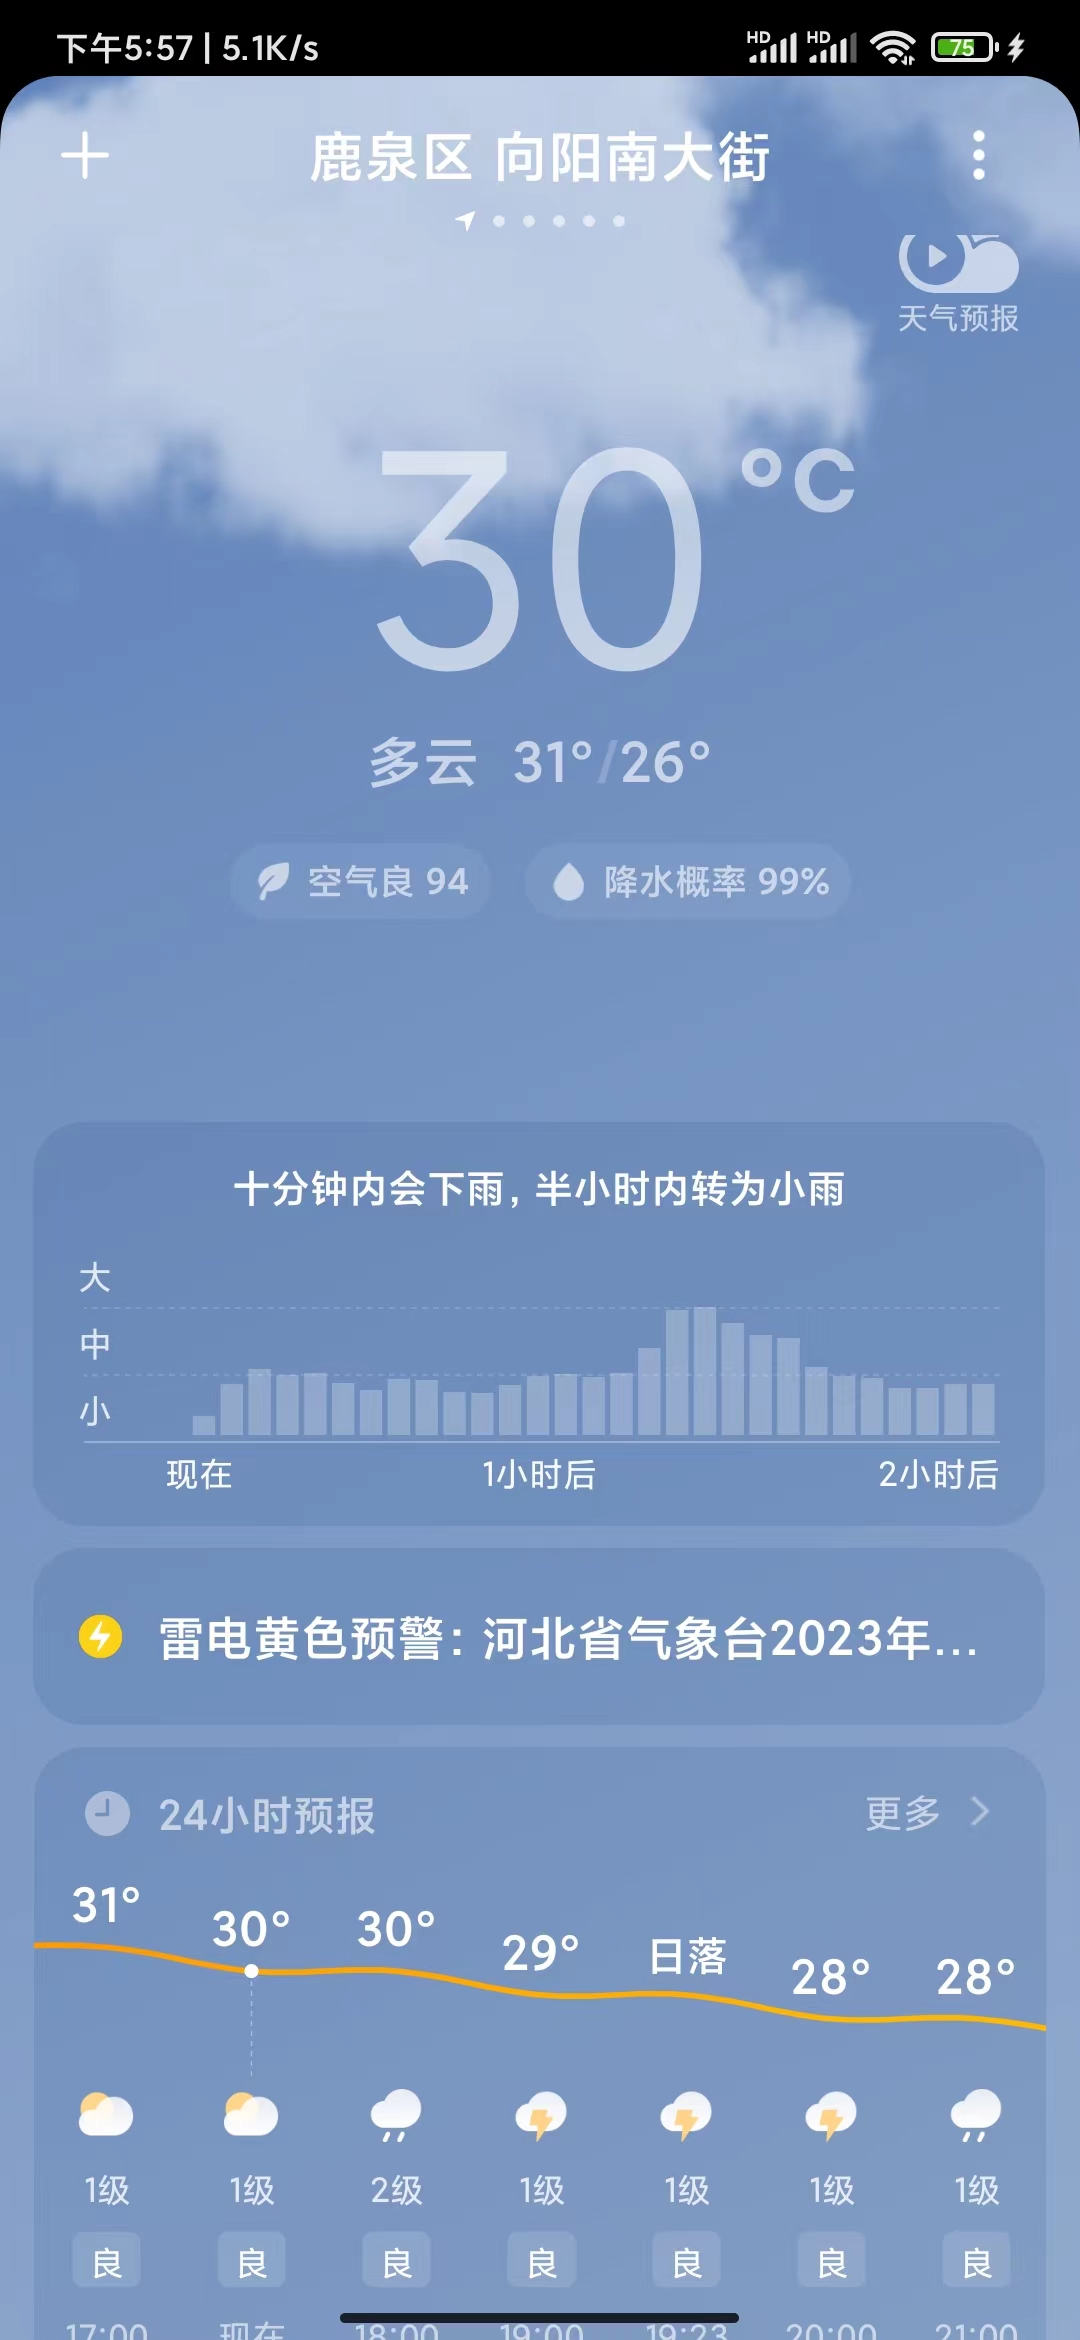 下午5:57 | 5.1K/s
HD HD 75
鹿泉区 向阳南大街
天气预报
30°C
多云 31°/26°
空气良 94 降水概率 99%
十分钟内会下雨, 半小时内转为小雨
大
中
小
现在 1小时后 2小时后
雷电黄色预警: 河北省气象台2023年...
24小时预报 更多
31° 30° 30° 29° 日落 28° 28°
1级 1级 2级 1级 1级 1级 1级
良 良 良 良 良 良 良
17:00 现在 18:00 19:00 19:23 20:00 21:00